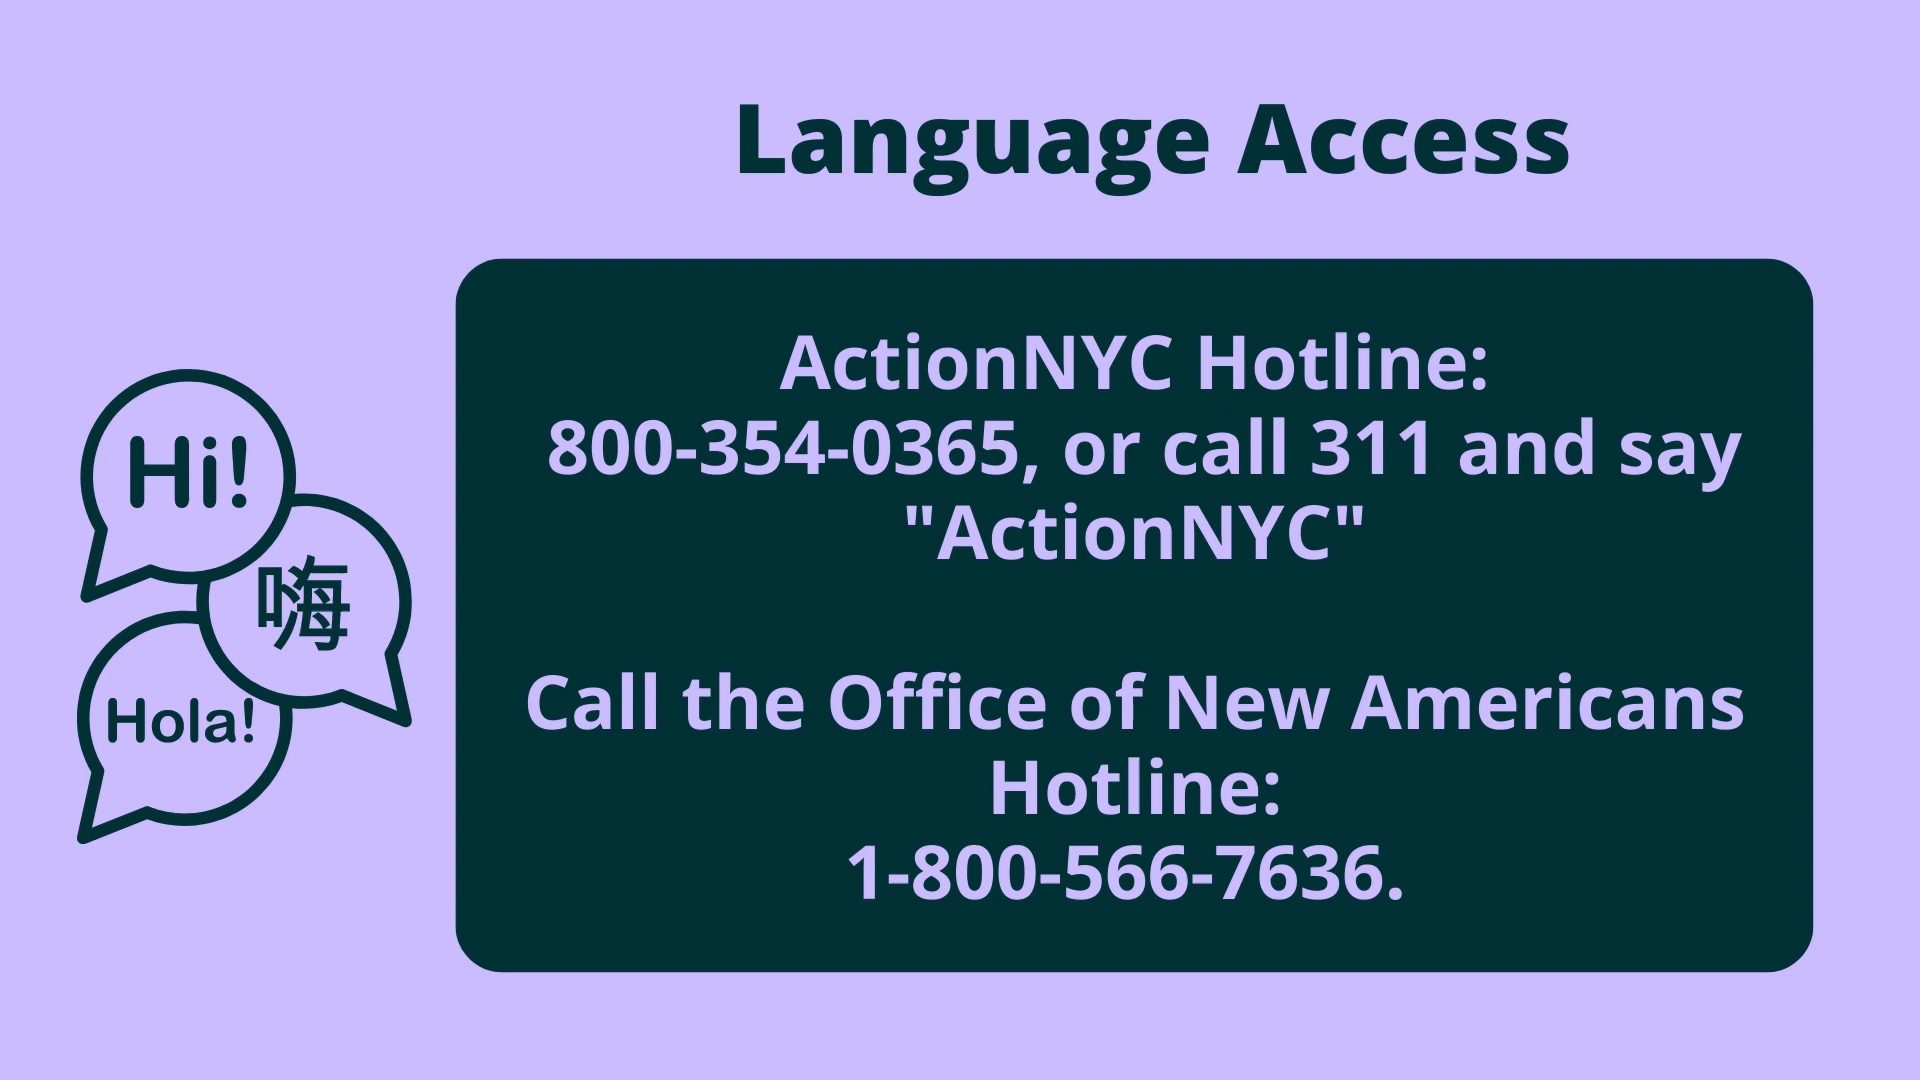 Language Access
ActionNYC Hotline:
800-354-0365, or call 311 and say
"ActionNYC"
Call the Office of New Americans
Hotline:
1-800-566-7636.
Hi!
嗨
Hola!